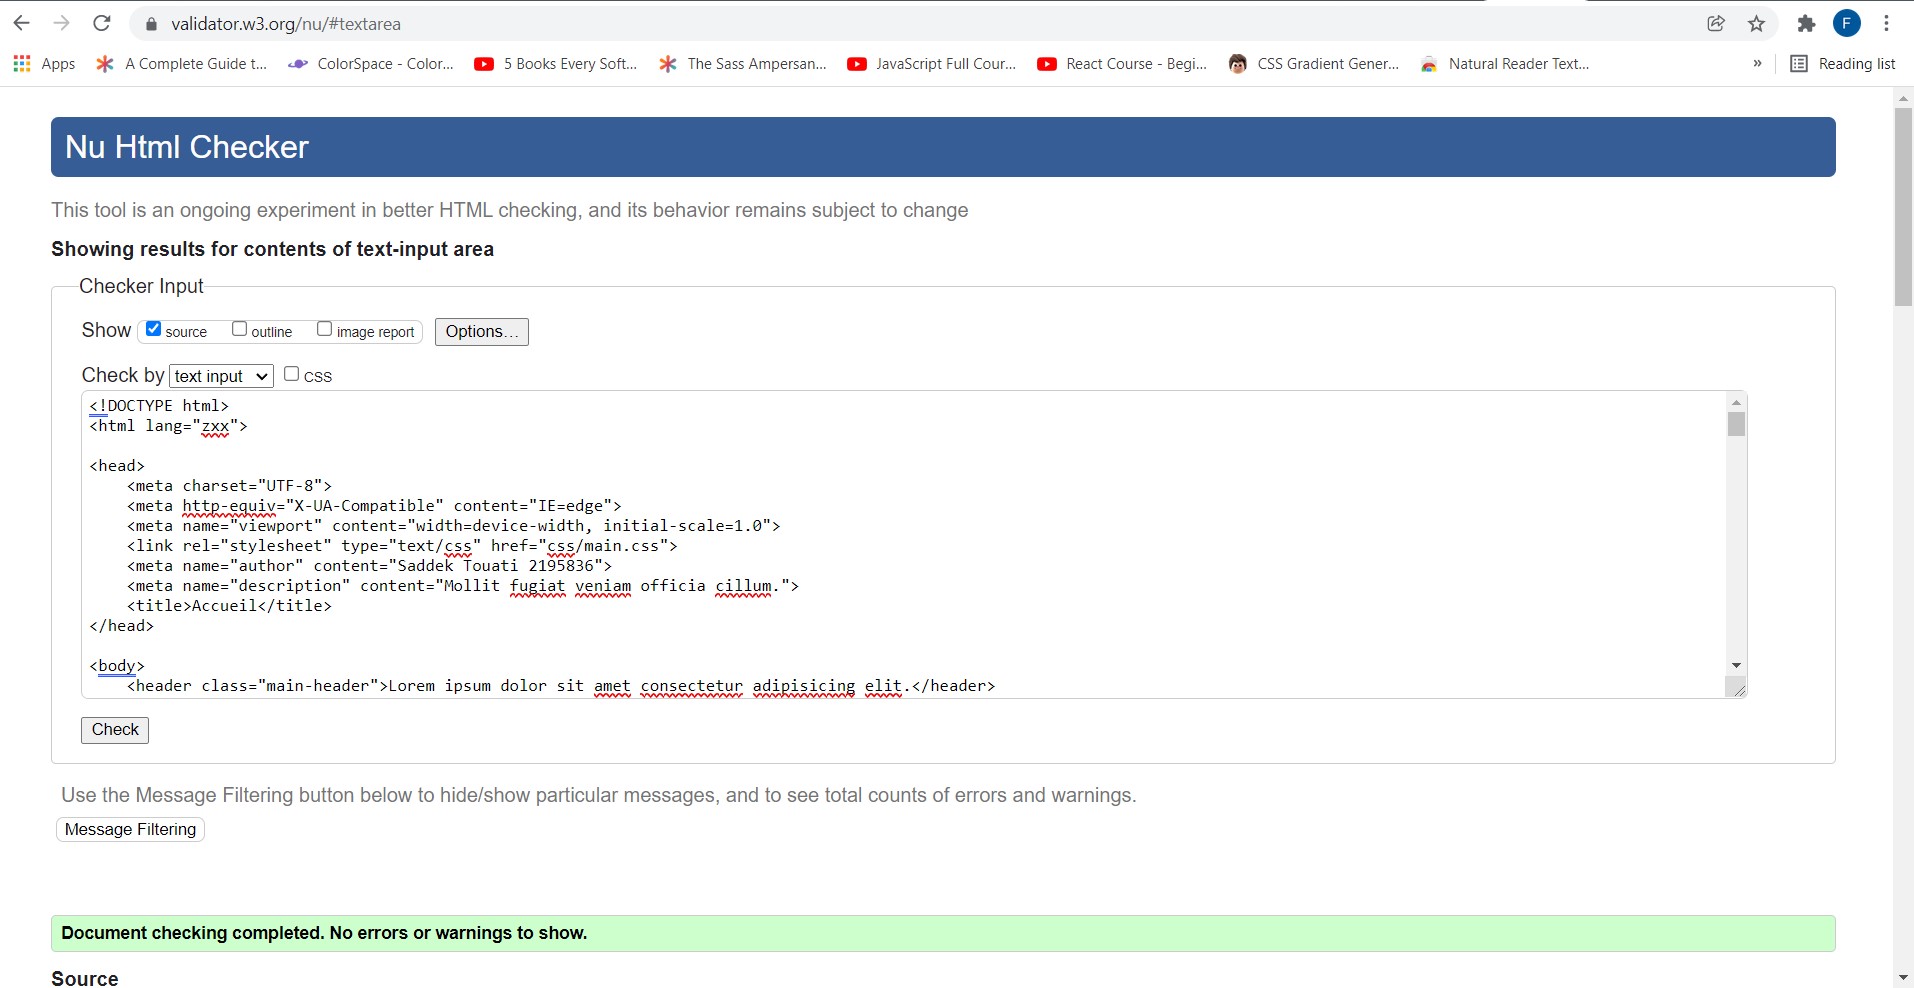 validator.w3.org/nu/#textarea
F
Apps
A Complete Guide t...
ColorSpace - Color...
5 Books Every Soft...
The Sass Ampersan...
JavaScript Full Cour...
React Course - Begi...
CSS Gradient Gener...
Natural Reader Text...
»
Reading list
Nu Html Checker
This tool is an ongoing experiment in better HTML checking, and its behavior remains subject to change
Showing results for contents of text-input area
Checker Input
Show source outline image report Options...
Check by text input CSS
<!DOCTYPE html>
<html lang="zxx">
<head>
<meta charset="UTF-8">
<meta http-equiv="X-UA-Compatible" content="IE=edge">
<meta name="viewport" content="width=device-width, initial-scale=1.0">
<link rel="stylesheet" type="text/css" href="css/main.css">
<meta name="author" content="Saddek Touati 2195836">
<meta name="description" content="Mollit fugiat veniam officia cillum.">
<title>Accueil</title>
</head>
<body>
<header class="main-header">Lorem ipsum dolor sit amet consectetur adipisicing elit.</header>
Check
Use the Message Filtering button below to hide/show particular messages, and to see total counts of errors and warnings.
Message Filtering
Document checking completed. No errors or warnings to show.
Source